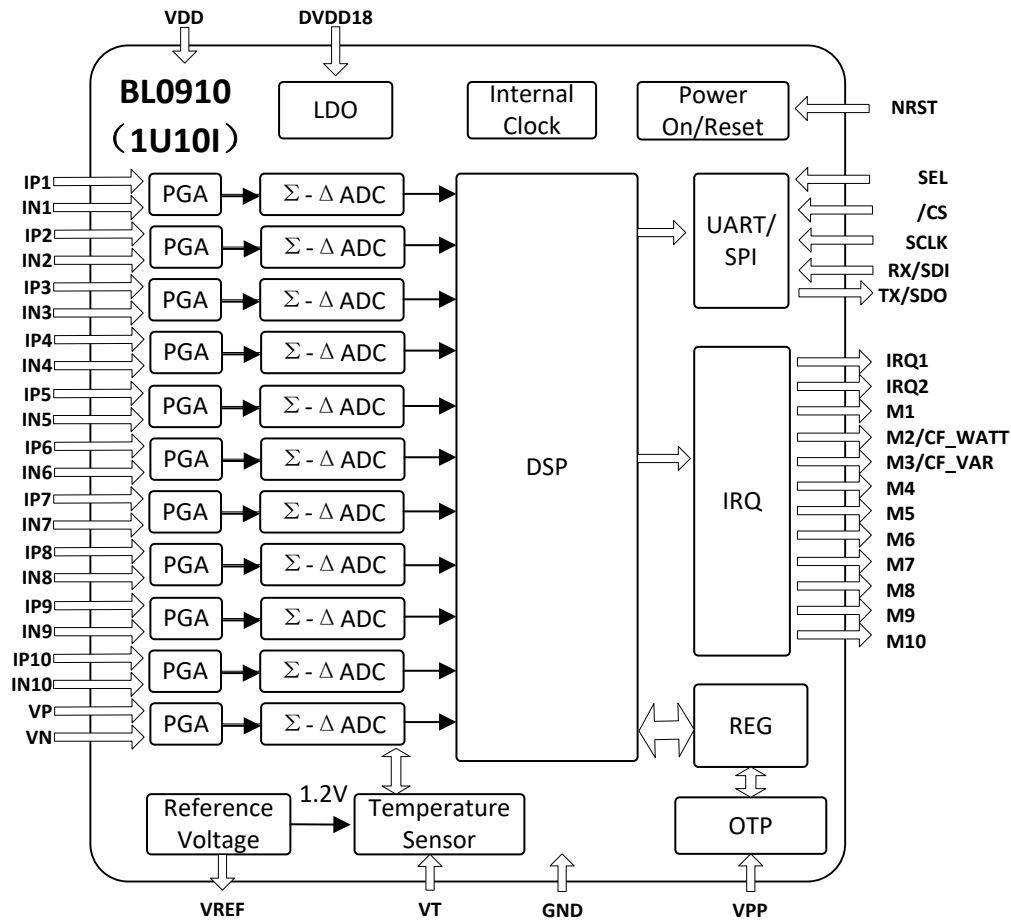 VDD
DVDD18
BL0910
（1U10I）
LDO
Internal
Clock
Power
On/Reset
NRST
IP1
IN1
PGA
Σ - Δ ADC
IP2
IN2
PGA
Σ - Δ ADC
IP3
IN3
PGA
Σ - Δ ADC
IP4
IN4
PGA
Σ - Δ ADC
IP5
IN5
PGA
Σ - Δ ADC
IP6
IN6
PGA
Σ - Δ ADC
IP7
IN7
PGA
Σ - Δ ADC
IP8
IN8
PGA
Σ - Δ ADC
IP9
IN9
PGA
Σ - Δ ADC
IP10
IN10
PGA
Σ - Δ ADC
VP
VN
PGA
Σ - Δ ADC
DSP
UART/
SPI
SEL
/CS
SCLK
RX/SDI
TX/SDO
IRQ
IRQ1
IRQ2
M1
M2/CF_WATT
M3/CF_VAR
M4
M5
M6
M7
M8
M9
M10
REG
OTP
Reference
Voltage
1.2V
Temperature
Sensor
VREF
VT
GND
VPP